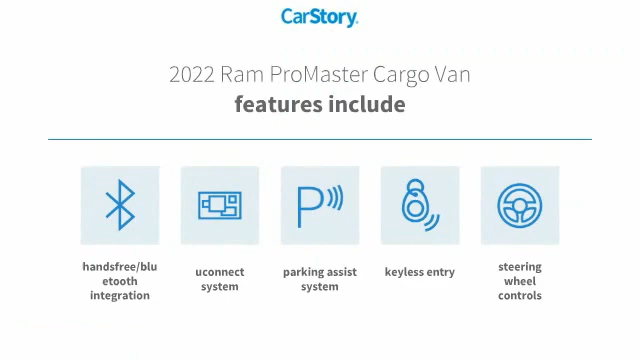 CarStory.
2022 Ram ProMaster Cargo Van
features include
handsfree/blu
etooth
integration
uconnect
system
parking assist
system
keyless entry
steering
wheel
controls